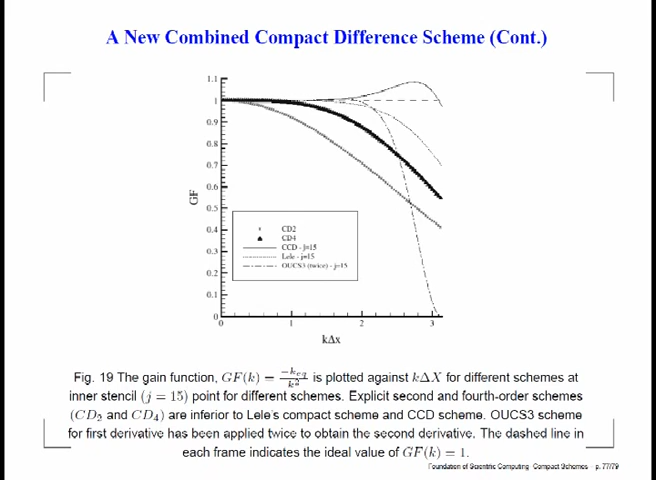 A New Combined Compact Difference Scheme (Cont.)
1.1
1
0.9
0.8
0.7
0.6
0.5
0.4
0.3
0.2
0.1
0
GF
CD2
CD4
CCD - j=15
Lele - j=15
OUCS3 (twice) - j=15
0 1 2 3
kΔx
Fig. 19 The gain function, GF(k) = −k_eq/k² is plotted against kΔX for different schemes at
inner stencil (j = 15) point for different schemes. Explicit second and fourth-order schemes
(CD₂ and CD₄) are inferior to Lele's compact scheme and CCD scheme. OUCS3 scheme
for first derivative has been applied twice to obtain the second derivative. The dashed line in
each frame indicates the ideal value of GF(k) = 1.
Foundation of Scientific Computing Compact Schemes – p. 77/79